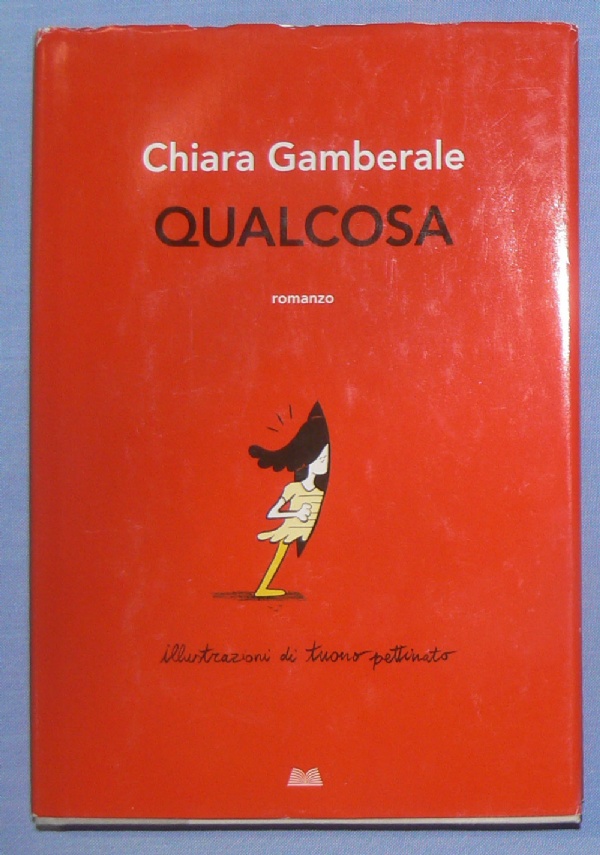 Chiara Gamberale
QUALCOSA
romanzo
illustrazioni di tuono pettinato